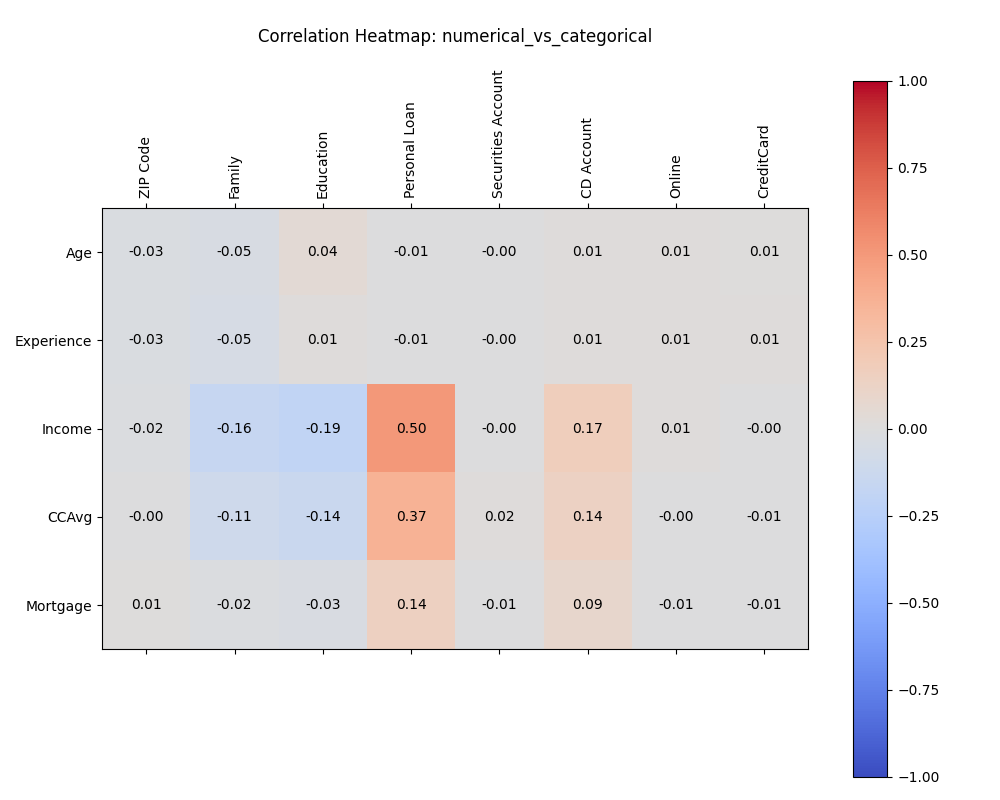 Correlation Heatmap: numerical_vs_categorical
ZIP Code Family Education Personal Loan Securities Account CD Account Online CreditCard
Age -0.03 -0.05 0.04 -0.01 -0.00 0.01 0.01 0.01
Experience -0.03 -0.05 0.01 -0.01 -0.00 0.01 0.01 0.01
Income -0.02 -0.16 -0.19 0.50 -0.00 0.17 0.01 -0.00
CCAvg -0.00 -0.11 -0.14 0.37 0.02 0.14 -0.00 -0.01
Mortgage 0.01 -0.02 -0.03 0.14 -0.01 0.09 -0.01 -0.01
1.00
0.75
0.50
0.25
0.00
−0.25
−0.50
−0.75
−1.00